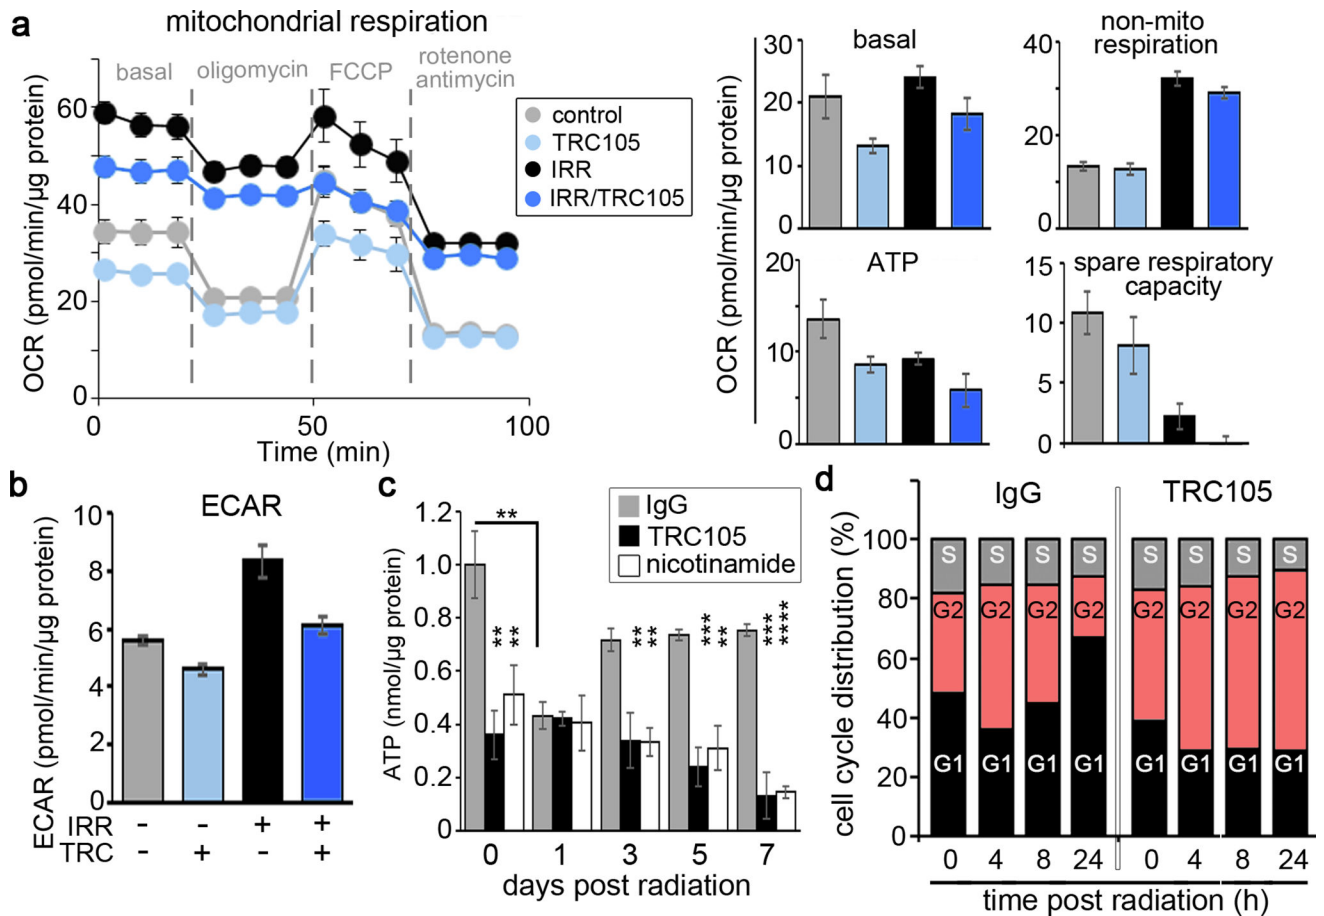 a
mitochondrial respiration
basal
oligomycin
FCCP
rotenone
antimycin
OCR (pmol/min/µg protein)
60
40
20
0
0
50
100
Time (min)
control
TRC105
IRR
IRR/TRC105
OCR (pmol/min/µg protein)
basal
30
20
10
0
non-mito
respiration
40
20
0
ATP
20
10
0
spare respiratory
capacity
15
10
5
0
b
ECAR
ECAR (pmol/min/µg protein)
10
8
6
4
2
0
IRR - - + +
TRC - + - +
c
IgG
TRC105
nicotinamide
ATP (nmol/µg protein)
1.2
1.0
0.8
0.6
0.4
0.2
0
**
**
**
**
**
***
**
***
****
0 1 3 5 7
days post radiation
d
IgG
TRC105
cell cycle distribution (%)
100
80
60
40
20
0
S S S S S S S S
G2 G2 G2 G2 G2 G2 G2 G2
G1 G1 G1 G1 G1 G1 G1 G1
0 4 8 24 0 4 8 24
time post radiation (h)